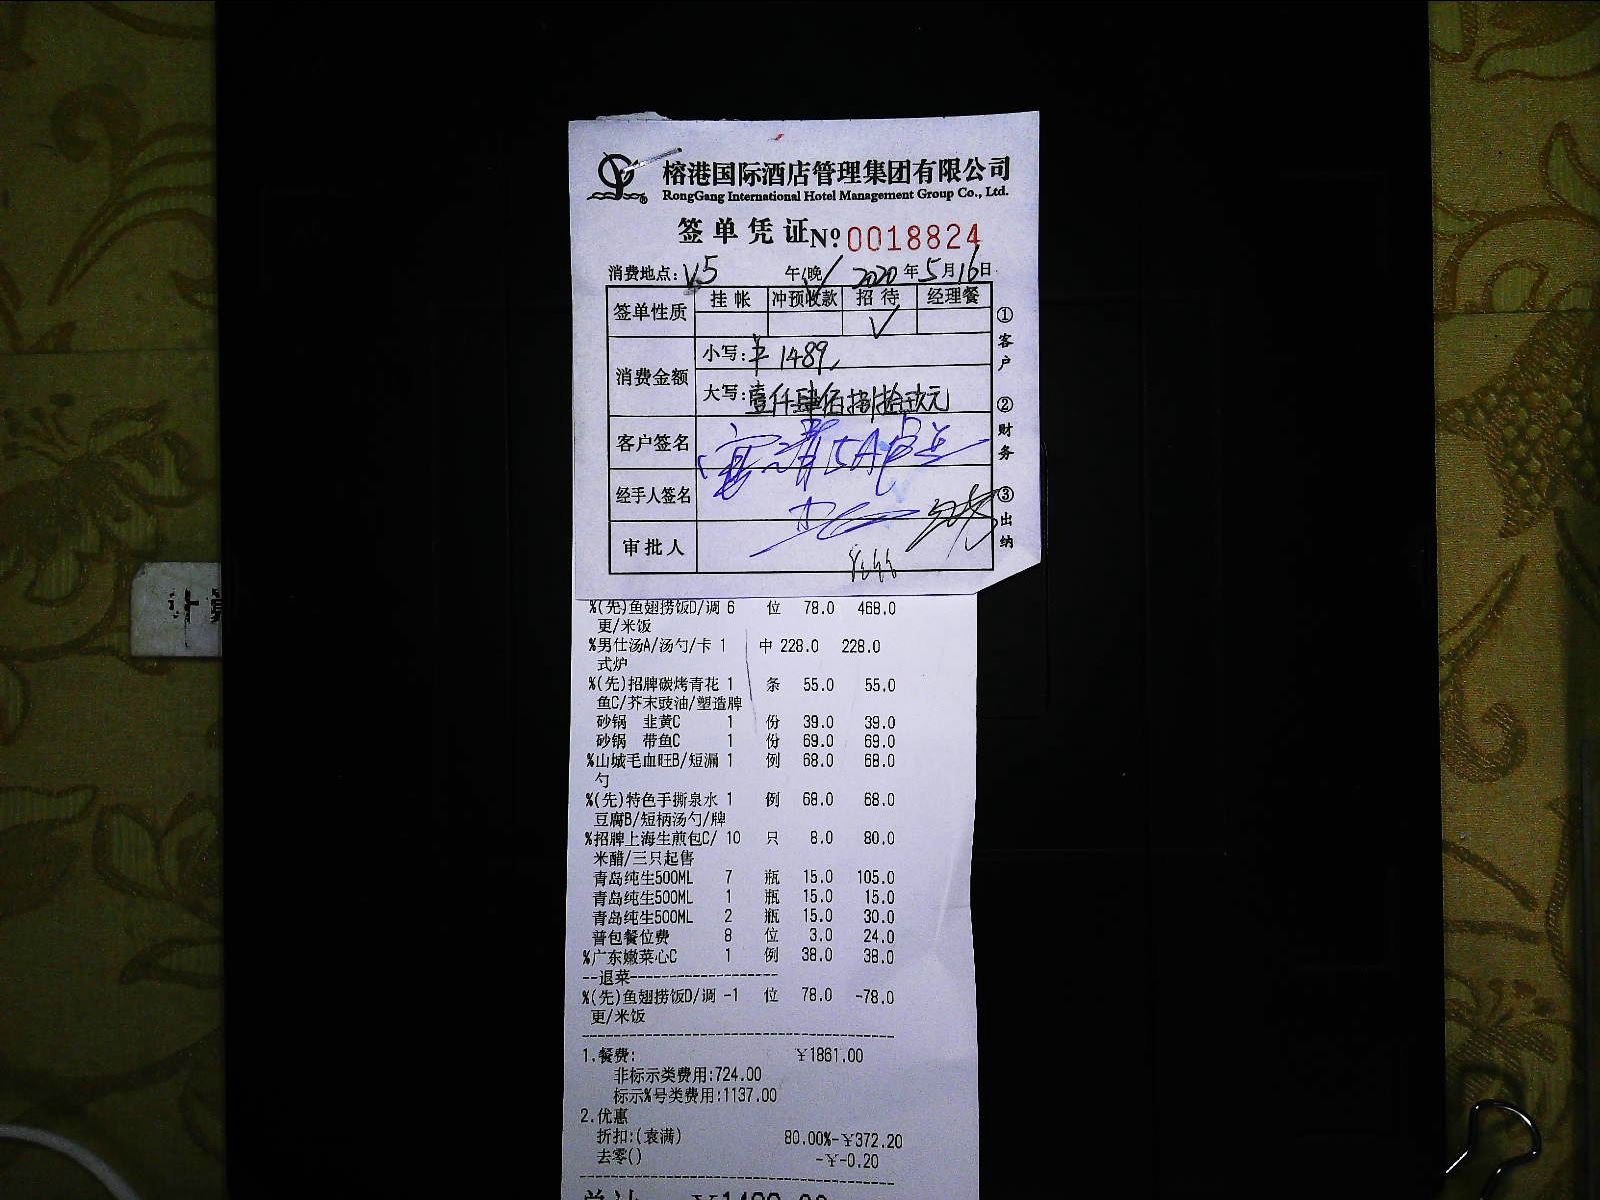 榕港国际酒店管理集团有限公司
RongGang International Hotel Management Group Co., Ltd.
签单凭证 Nº 0018824
消费地点: V5 午/晚 2020年5月16日
签单性质 挂帐 冲预收款 招待 经理餐
√
消费金额 小写:¥ 1489
大写:壹仟肆佰捌拾玖元
客户签名
经手人签名
审批人
①客户 ②财务 ③出纳
计算
%(先)鱼翅捞饭D/调 6 位 78.0 468.0
更/米饭
%男仕汤A/汤勺/卡 1 中 228.0 228.0
式炉
%(先)招牌碳烤青花 1 条 55.0 55.0
鱼C/芥末豉油/塑造牌
砂锅 韭黄C 1 份 39.0 39.0
砂锅 带鱼C 1 份 69.0 69.0
%山城毛血旺B/短漏 1 例 68.0 68.0
勺
%(先)特色手撕泉水 1 例 68.0 68.0
豆腐B/短柄汤勺/牌
%招牌上海生煎包C/ 10 只 8.0 80.0
米醋/三只起售
青岛纯生500ML 7 瓶 15.0 105.0
青岛纯生500ML 1 瓶 15.0 15.0
青岛纯生500ML 2 瓶 15.0 30.0
普包餐位费 8 位 3.0 24.0
%广东嫩菜心C 1 例 38.0 38.0
--退菜--------------------
%(先)鱼翅捞饭D/调 -1 位 78.0 -78.0
更/米饭
1.餐费: ¥1861.00
非标示类费用:724.00
标示%号类费用:1137.00
2.优惠
折扣:(袁满) 80.00%-¥372.20
去零() -¥-0.20